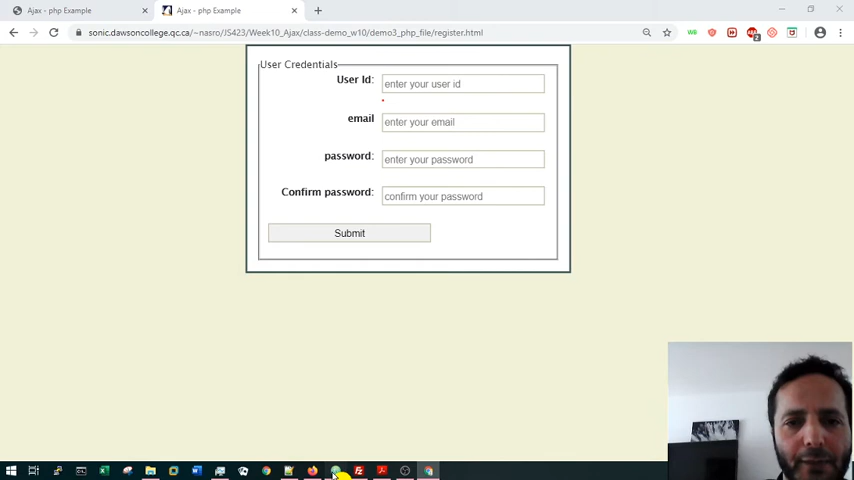 Ajax - php Example
Ajax - php Example
sonic.dawsoncollege.qc.ca/~nasro/JS423/Week10_Ajax/class-demo_w10/demo3_php_file/register.html
User Credentials
User Id:
enter your user id
email
enter your email
password:
enter your password
Confirm password:
confirm your password
Submit